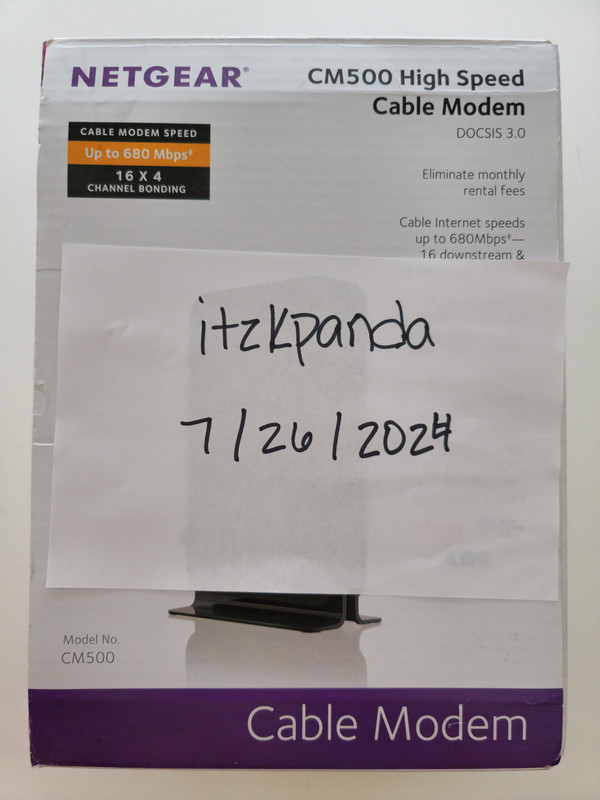 NETGEAR®
CM500 High Speed
Cable Modem
DOCSIS 3.0
CABLE MODEM SPEED
Up to 680 Mbps‡
16 X 4
CHANNEL BONDING
Eliminate monthly
rental fees
Cable Internet speeds
up to 680Mbps‡—
16 downstream &
itzkpanda
7/26/2024
Model No.
CM500
Cable Modem